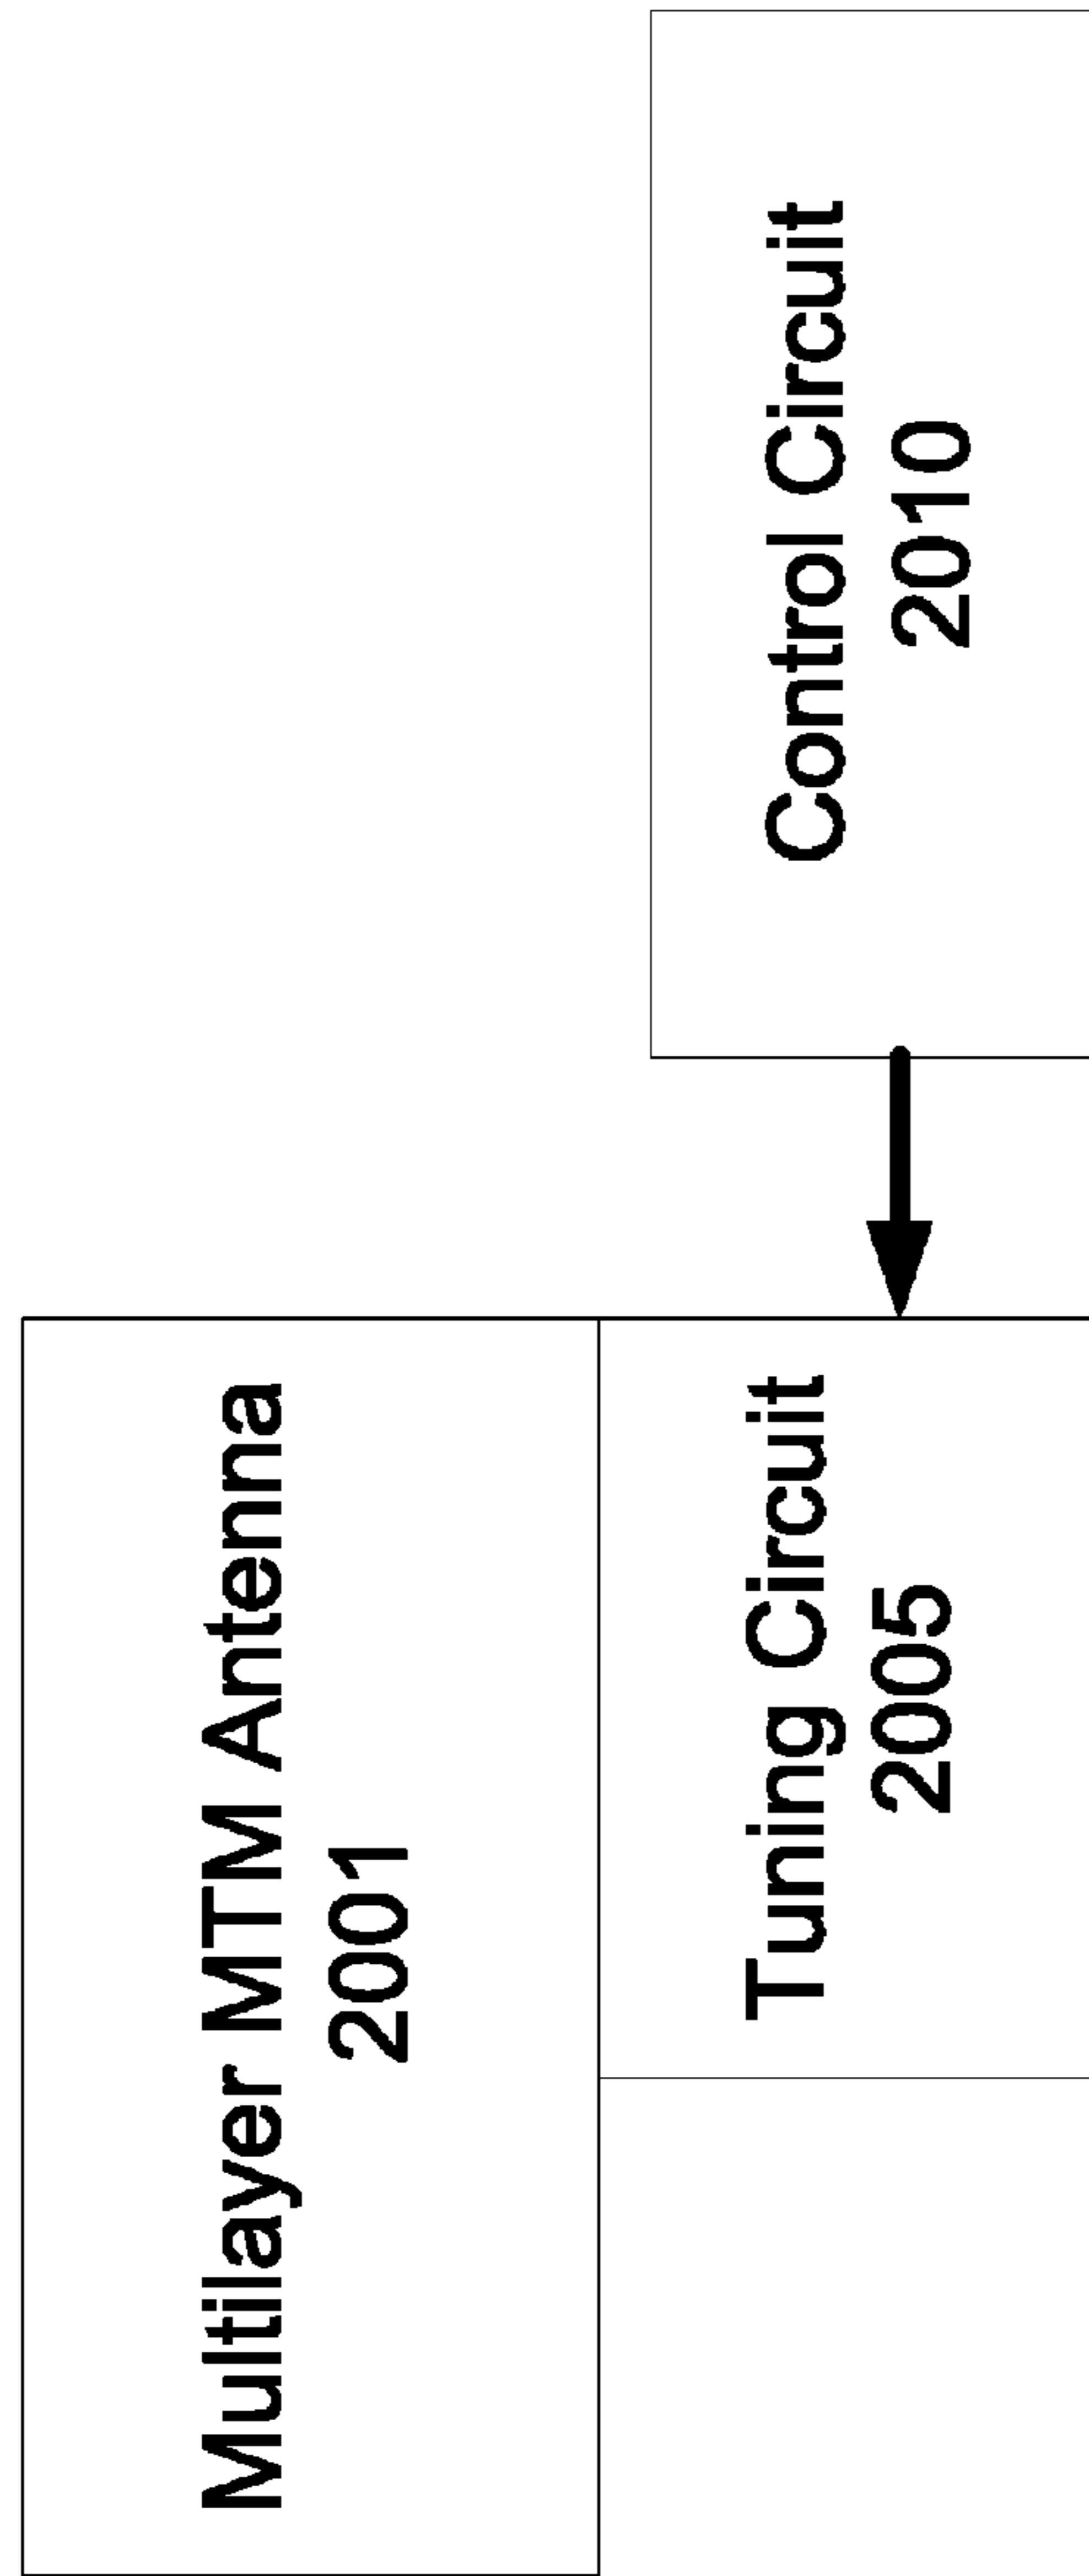 Multilayer MTM Antenna
2001
Tuning Circuit
2005
Control Circuit
2010